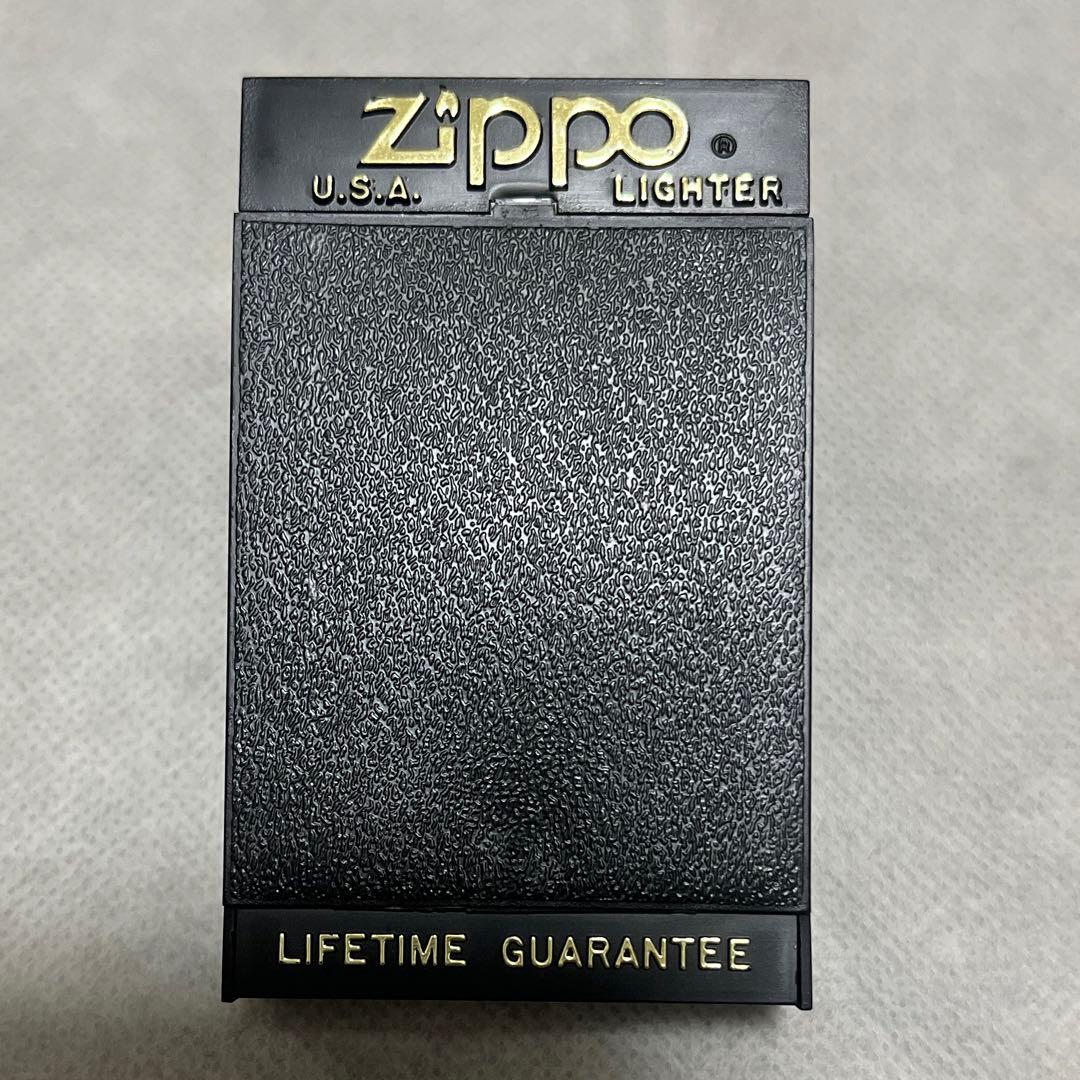 Zippo ®
U.S.A. LIGHTER
LIFETIME GUARANTEE